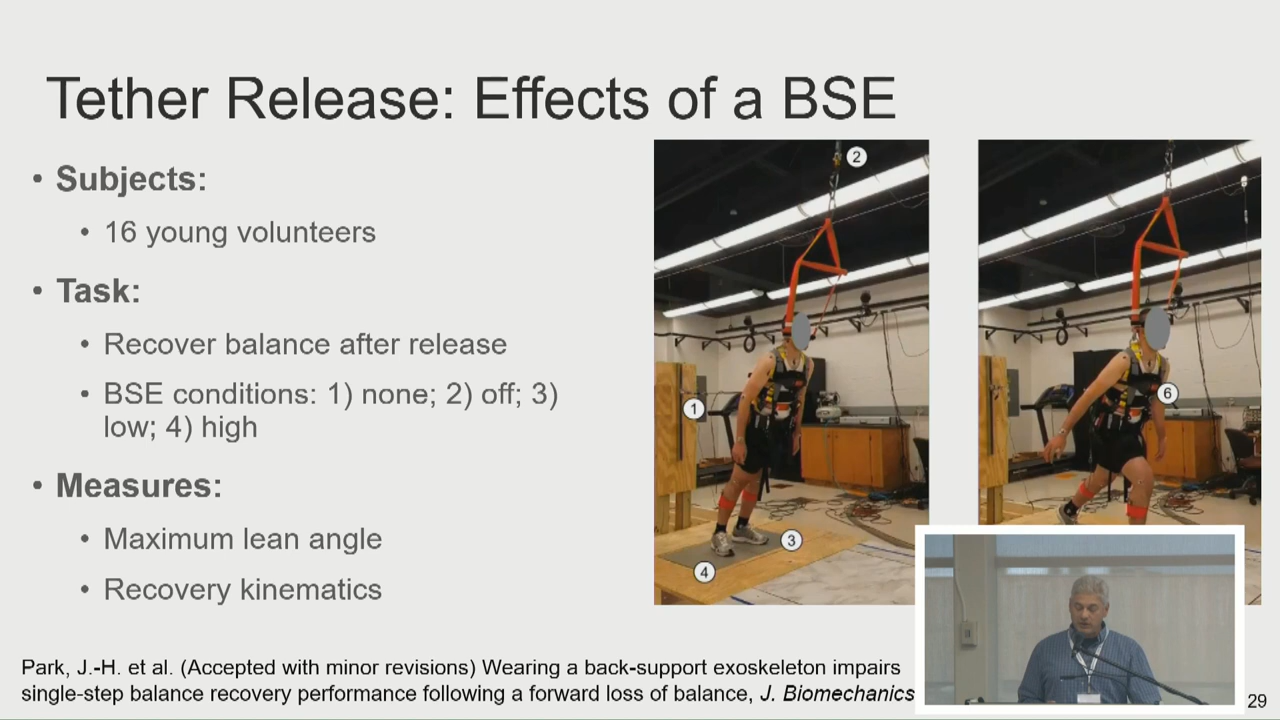 Tether Release: Effects of a BSE
• Subjects:
• 16 young volunteers
• Task:
• Recover balance after release
• BSE conditions: 1) none; 2) off; 3)
low; 4) high
• Measures:
• Maximum lean angle
• Recovery kinematics
2
1
3
4
6
Park, J.-H. et al. (Accepted with minor revisions) Wearing a back-support exoskeleton impairs
single-step balance recovery performance following a forward loss of balance, J. Biomechanics
29